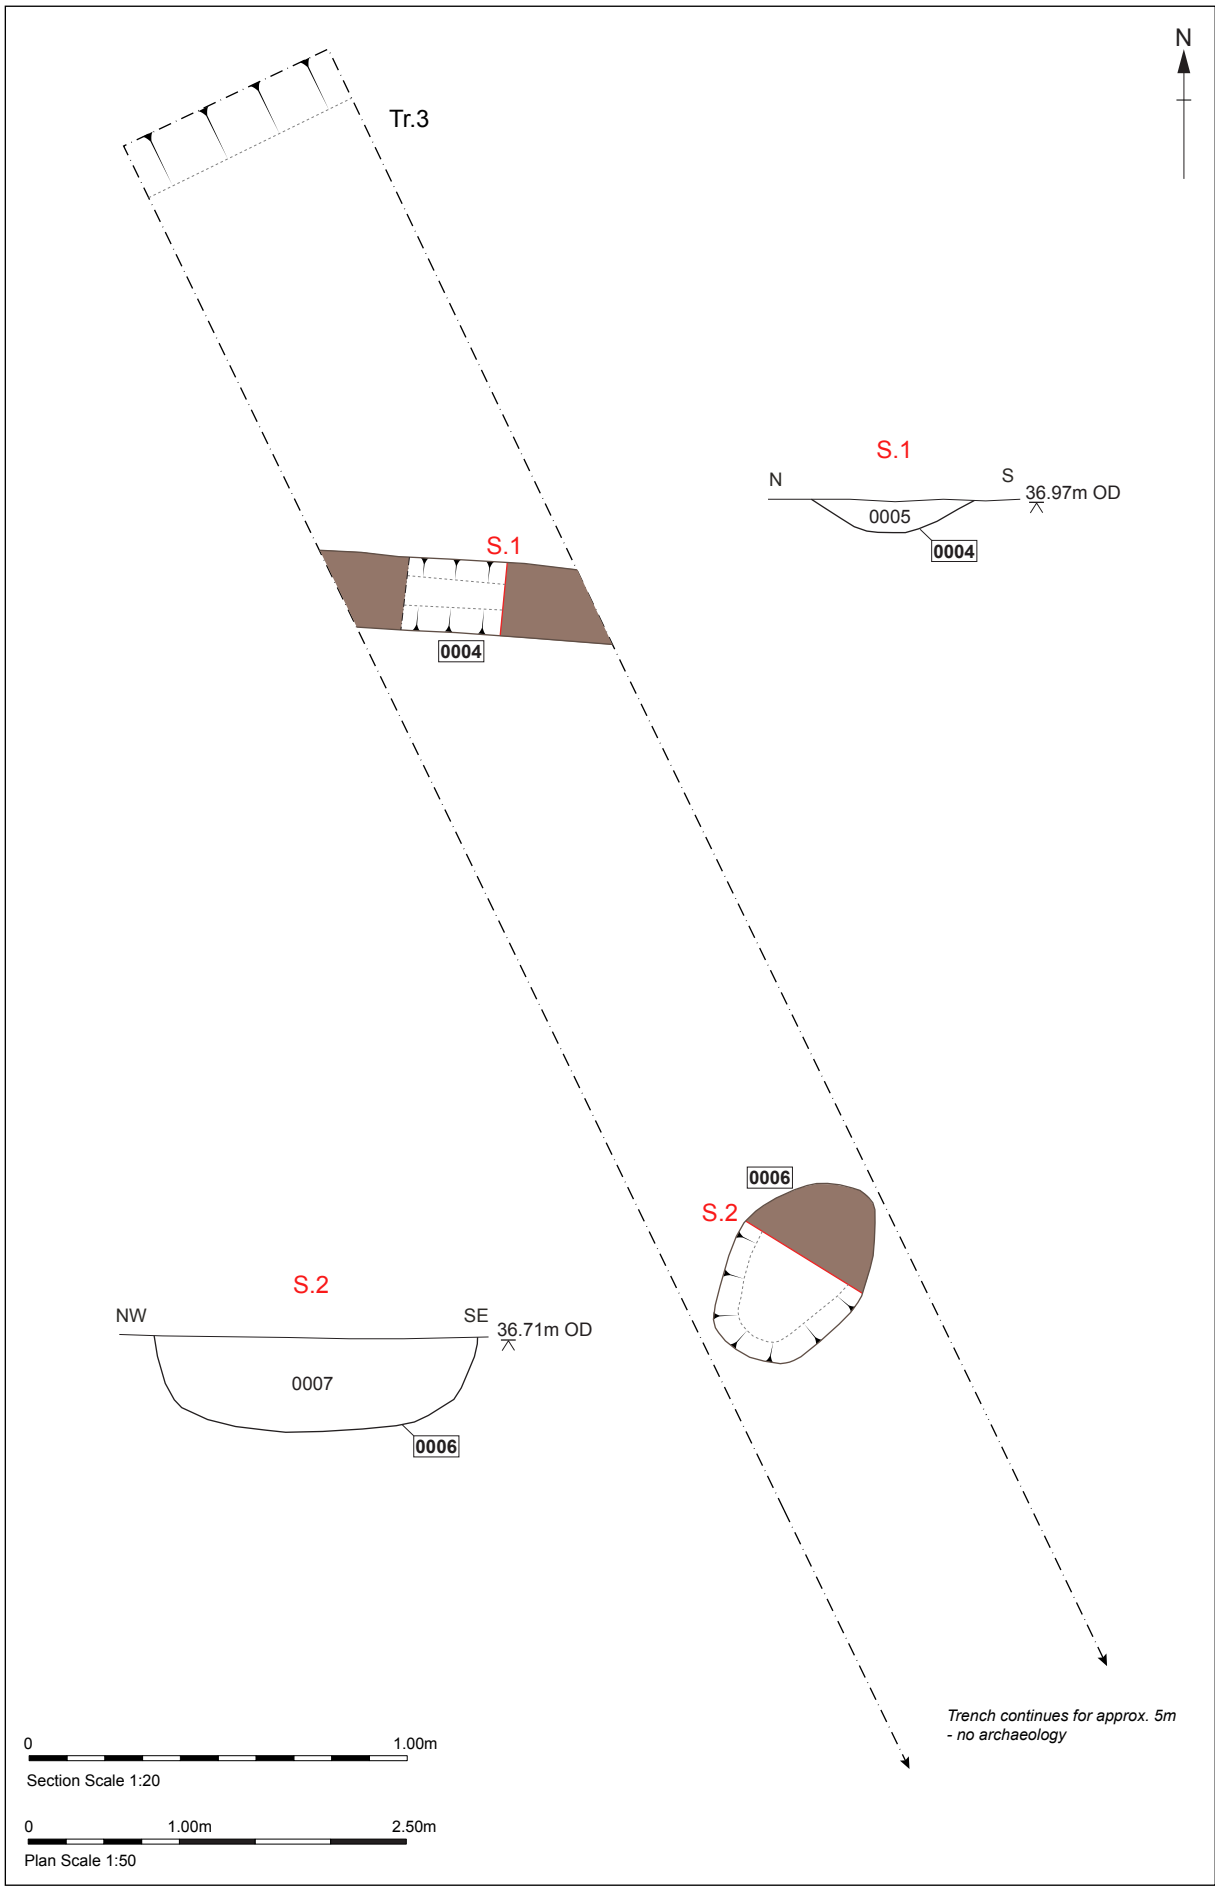 N
Tr.3
S.1
N
S
36.97m OD
0005
0004
S.1
0004
0006
S.2
S.2
NW
SE
36.71m OD
0007
0006
Trench continues for approx. 5m
- no archaeology
0
1.00m
Section Scale 1:20
0
1.00m
2.50m
Plan Scale 1:50